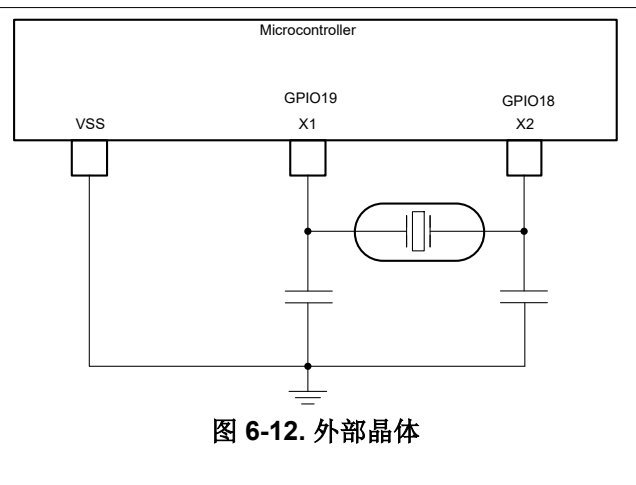 Microcontroller
GPIO19
GPIO18
VSS
X1
X2
图 6-12. 外部晶体